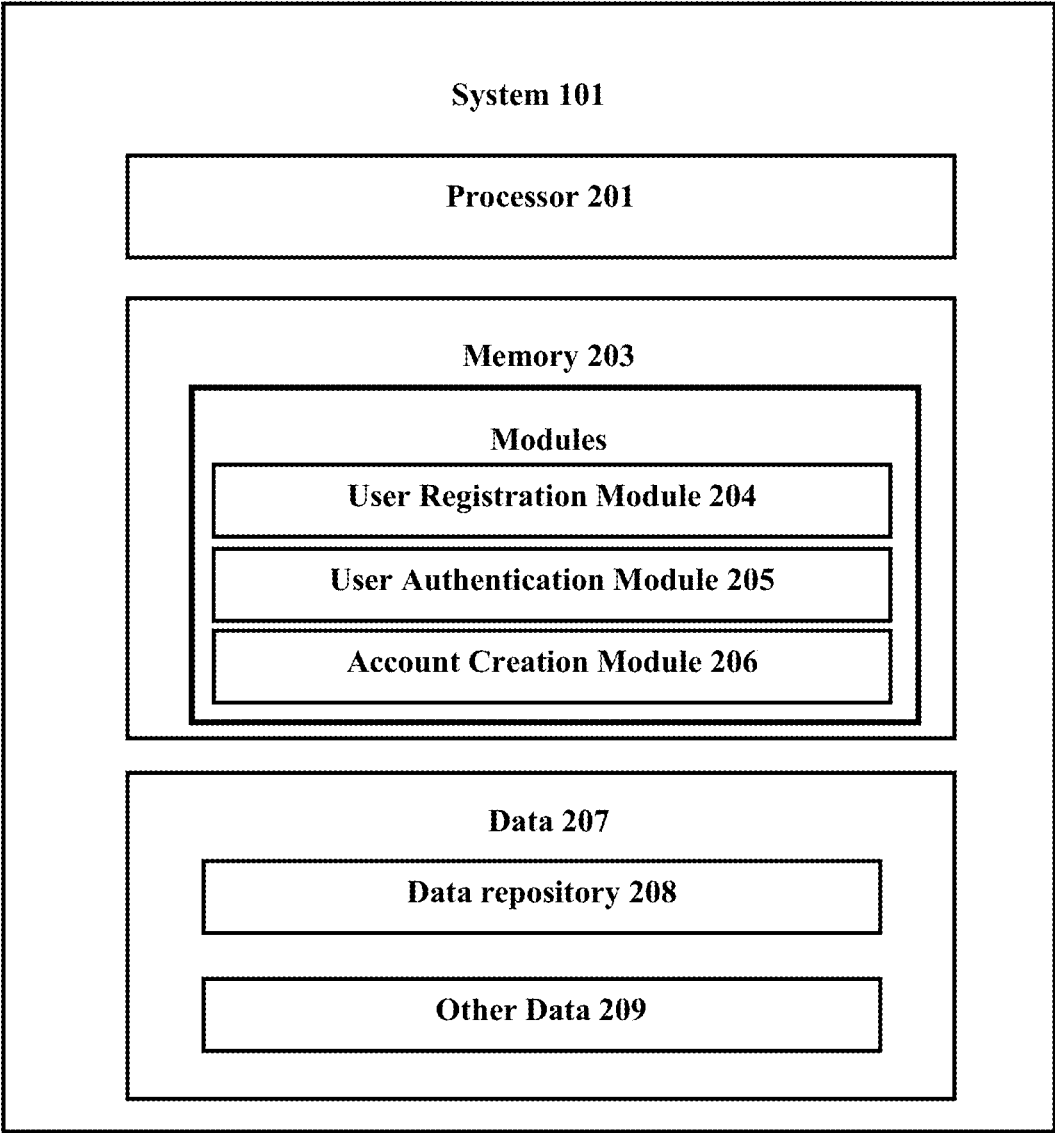 System 101
Processor 201
Memory 203
Modules
User Registration Module 204
User Authentication Module 205
Account Creation Module 206
Data 207
Data repository 208
Other Data 209